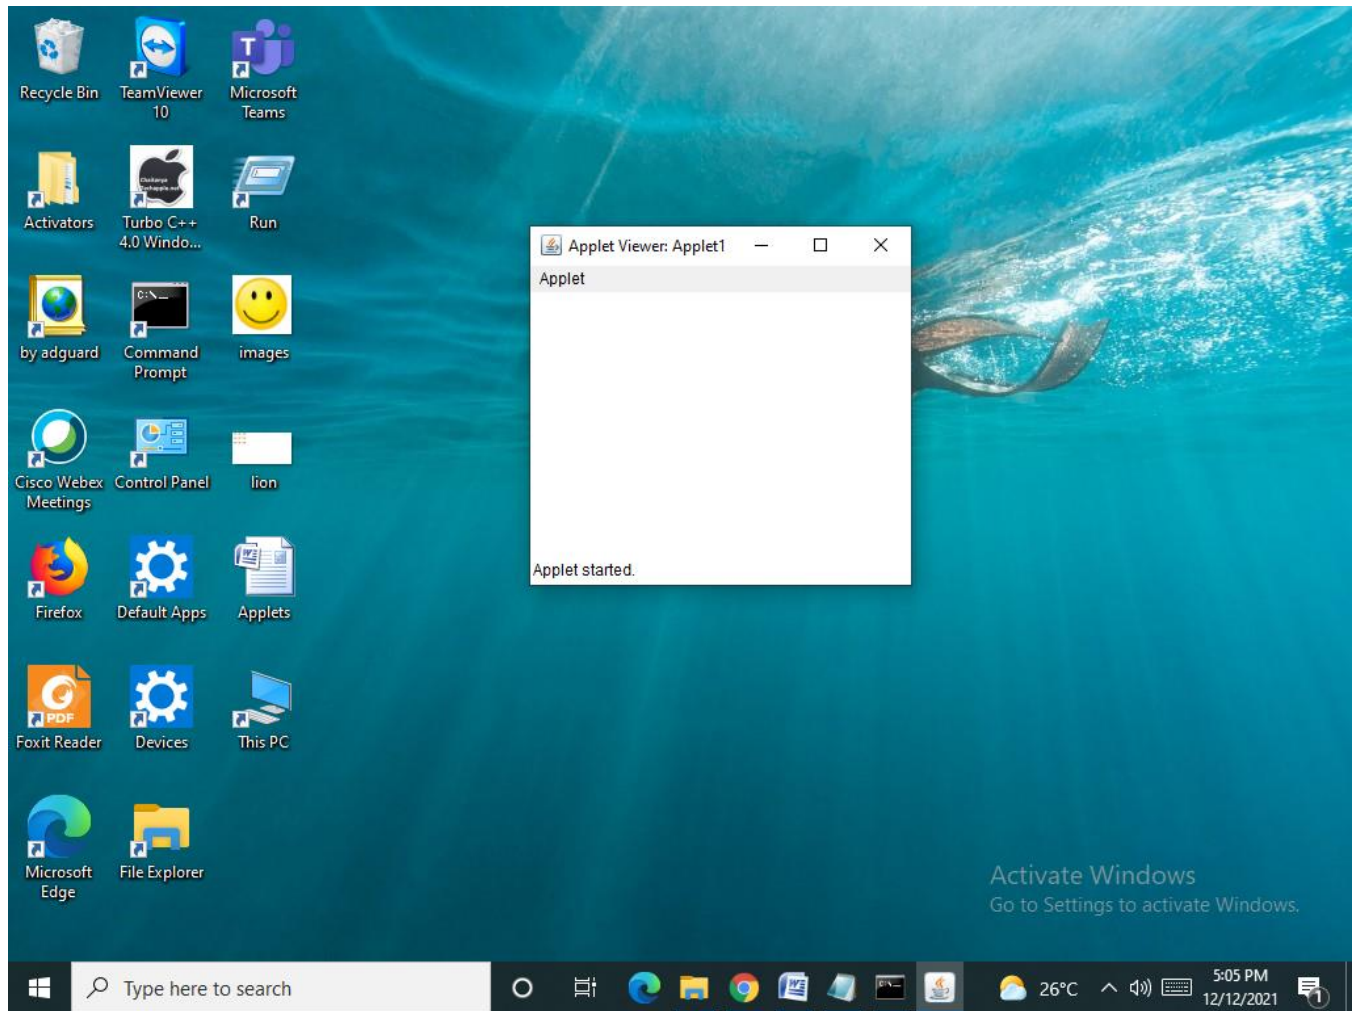 Recycle Bin
TeamViewer
10
Microsoft
Teams
Activators
Turbo C++
4.0 Windo...
Run
by adguard
Command
Prompt
images
Cisco Webex
Meetings
Control Panel
lion
Firefox
Default Apps
Applets
PDF
Foxit Reader
Devices
This PC
Microsoft
Edge
File Explorer
Applet Viewer: Applet1
Applet
Applet started.
Activate Windows
Go to Settings to activate Windows.
Type here to search
26°C
5:05 PM
12/12/2021
1